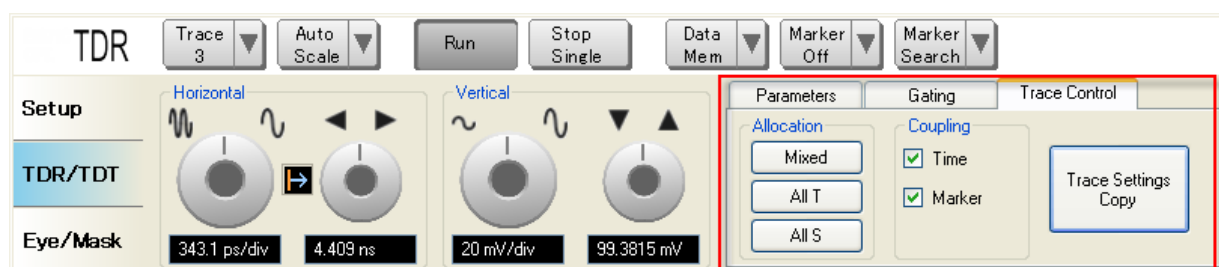 TDR
Trace 3
Auto Scale
Run
Stop Single
Data Mem
Marker Off
Marker Search
Setup
TDR/TDT
Eye/Mask
Horizontal
343.1 ps/div
4.409 ns
Vertical
20 mV/div
99.3815 mV
Parameters
Gating
Trace Control
Allocation
Mixed
All T
All S
Coupling
Time
Marker
Trace Settings
Copy